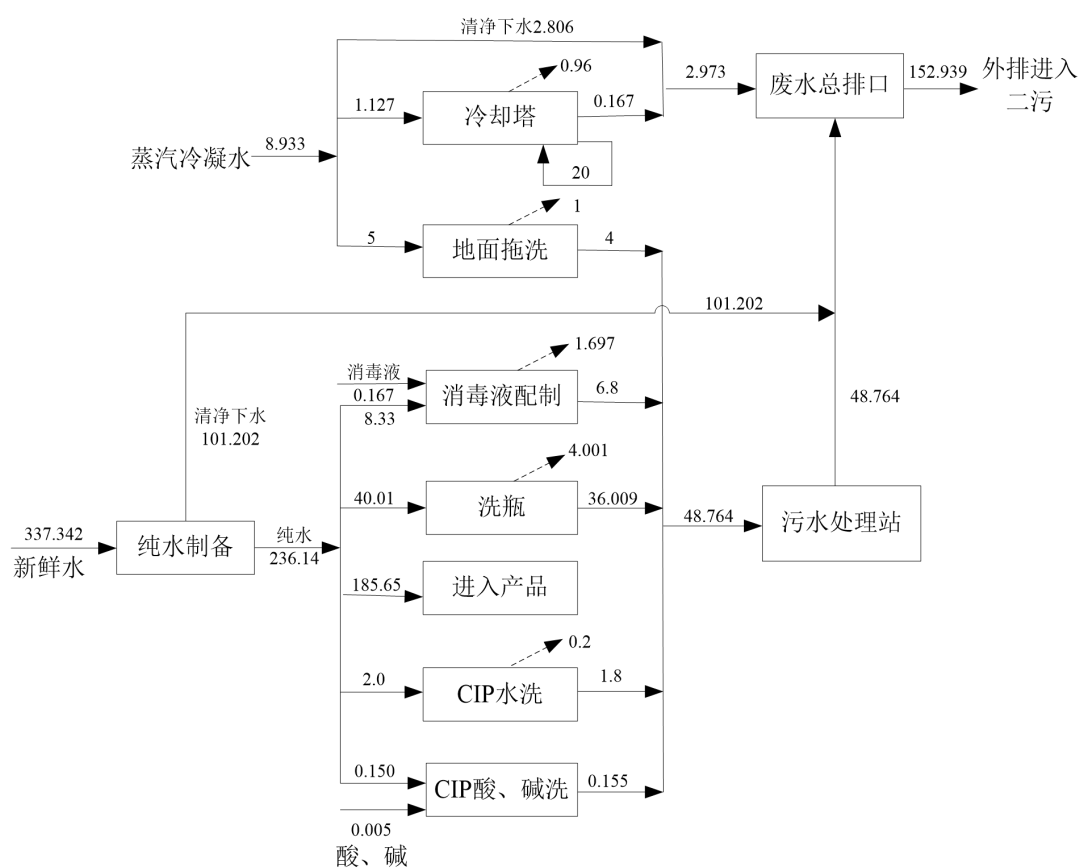 清净下水2.806
0.96
2.973
废水总排口
152.939
外排进入
二污
1.127
冷却塔
0.167
蒸汽冷凝水
8.933
20
1
5
地面拖洗
4
101.202
1.697
消毒液
0.167
8.33
消毒液配制
6.8
48.764
清净下水
101.202
4.001
40.01
洗瓶
36.009
48.764
污水处理站
337.342
新鲜水
纯水制备
纯水
236.14
185.65
进入产品
0.2
2.0
CIP水洗
1.8
0.150
CIP酸、碱洗
0.155
0.005
酸、碱